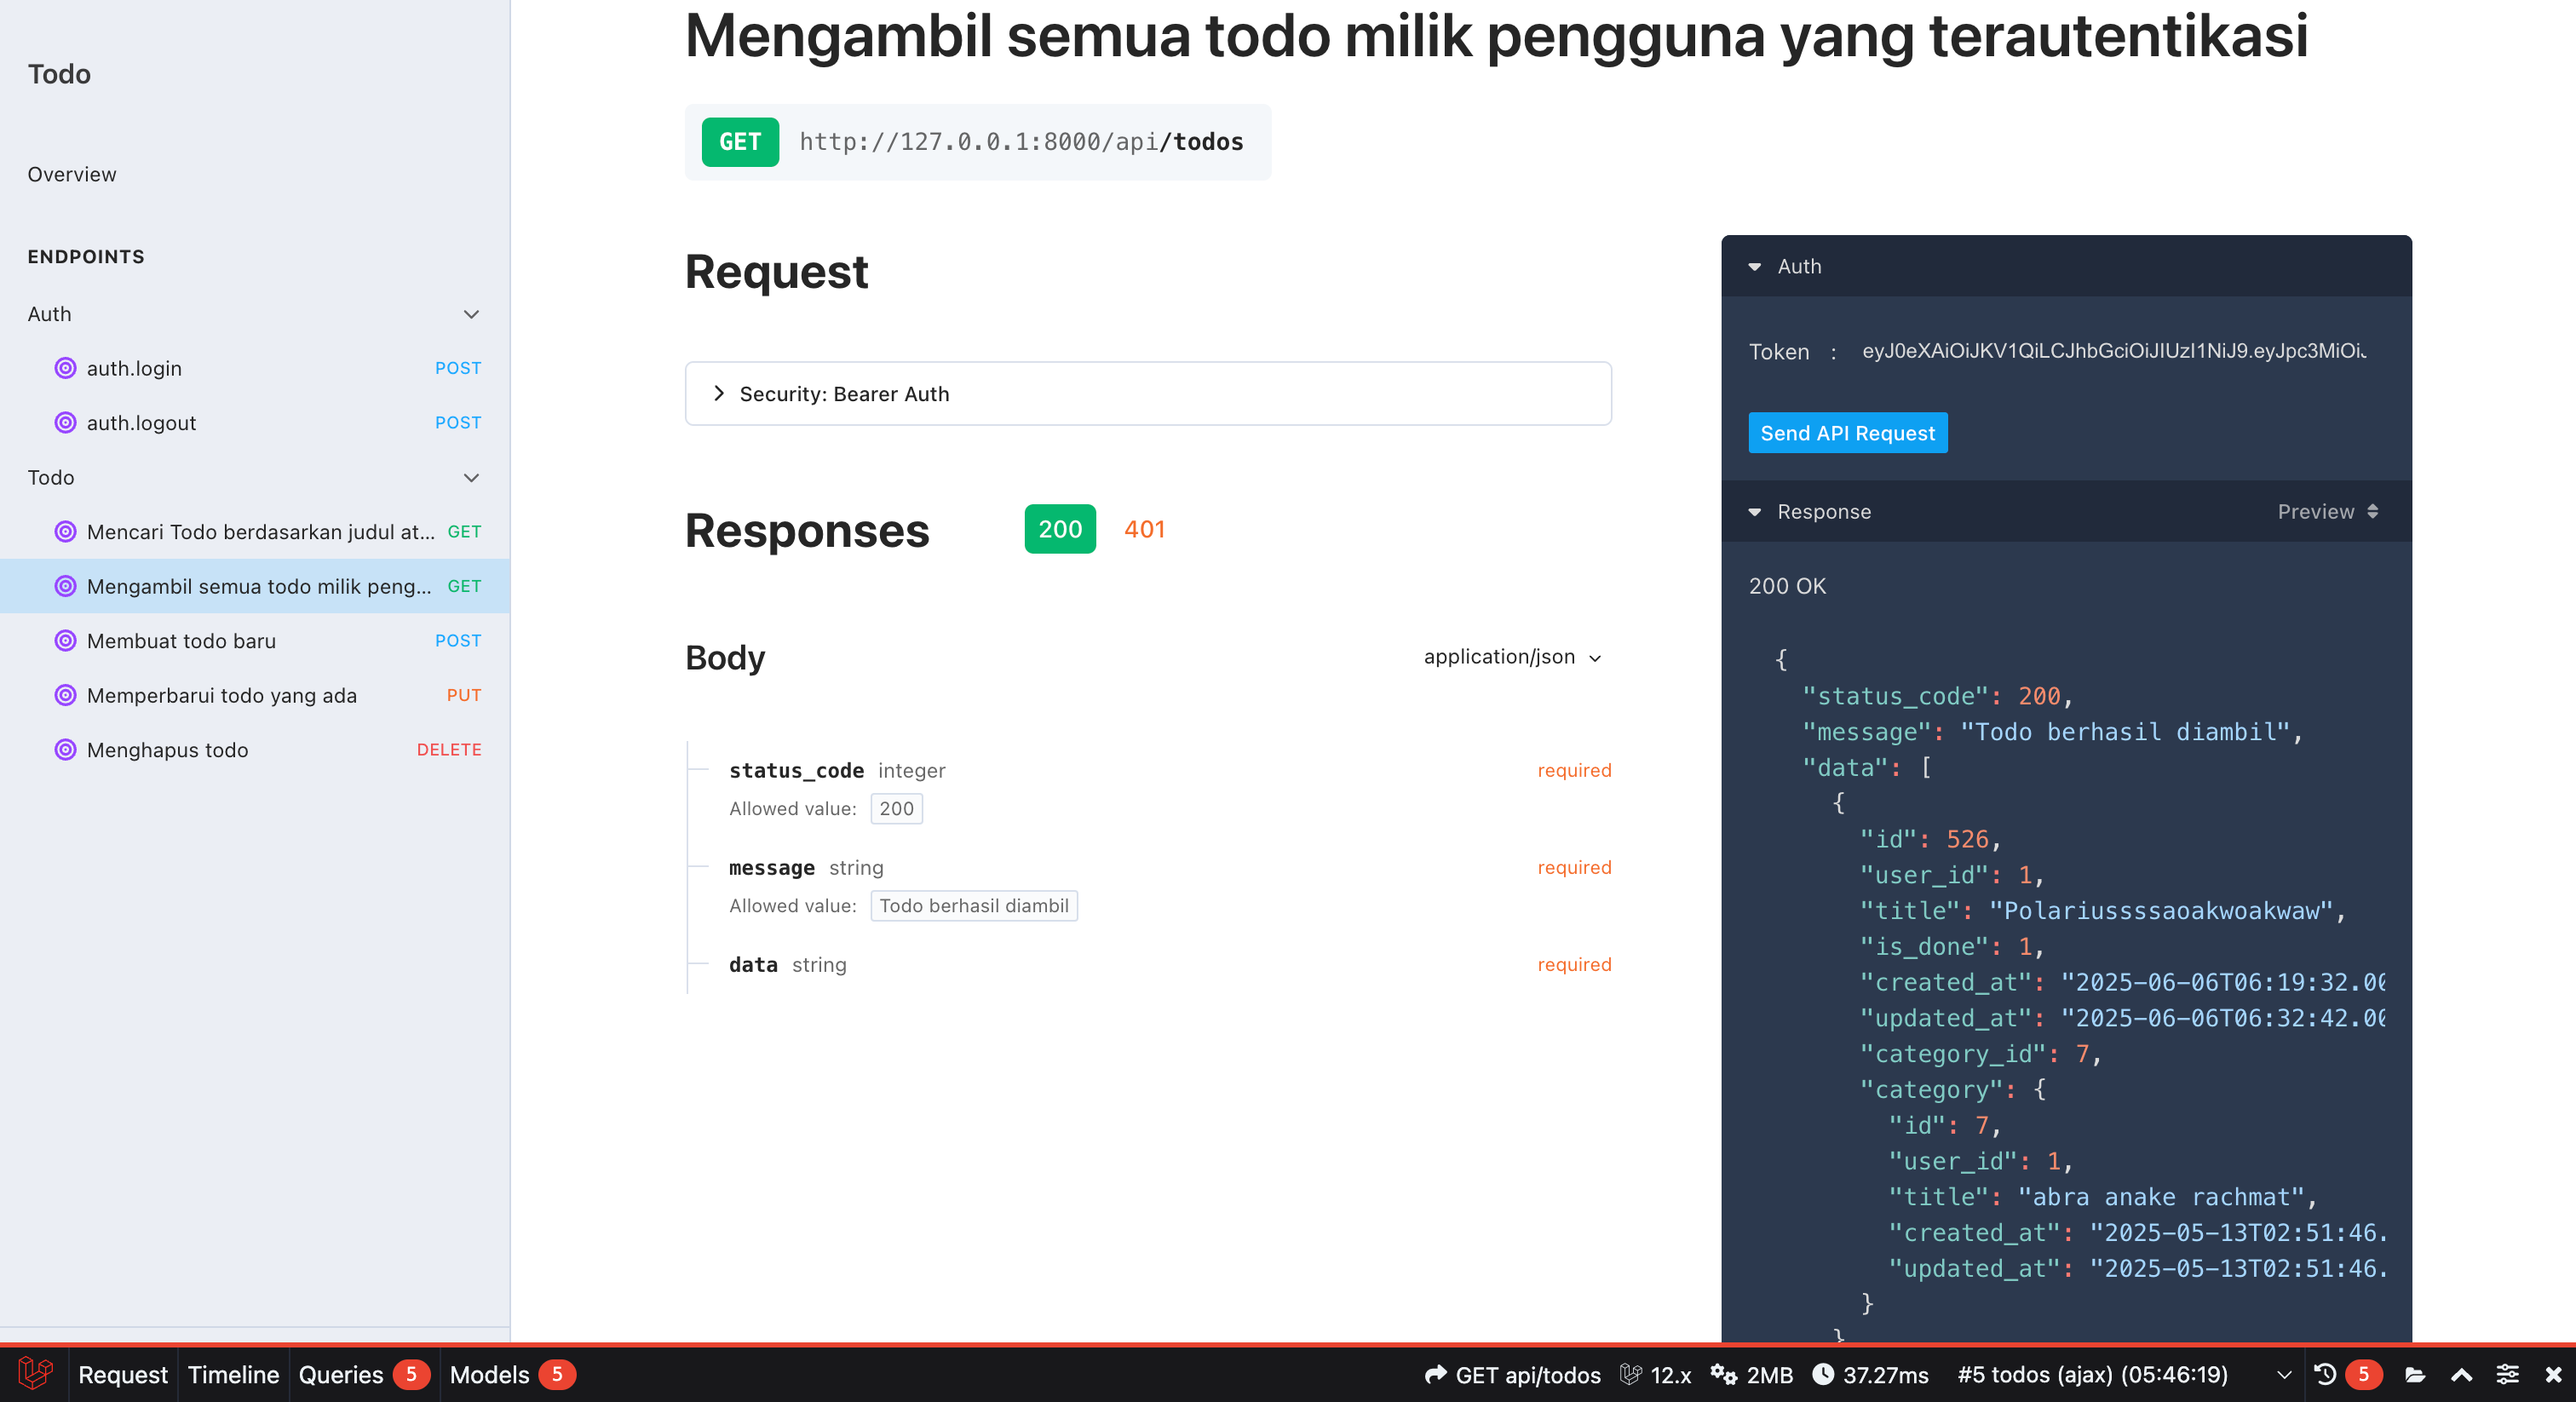 Todo
Overview
ENDPOINTS
Auth
auth.login POST
auth.logout POST
Todo
Mencari Todo berdasarkan judul at... GET
Mengambil semua todo milik peng... GET
Membuat todo baru POST
Memperbarui todo yang ada PUT
Menghapus todo DELETE
Mengambil semua todo milik pengguna yang terautentikasi
GET http://127.0.0.1:8000/api/todos
Request
Security: Bearer Auth
Responses 200 401
Body application/json
status_code integer required
Allowed value: 200
message string required
Allowed value: Todo berhasil diambil
data string required
Auth
Token : eyJ0eXAiOiJKV1QiLCJhbGciOiJIUzI1NiJ9.eyJpc3MiOiJ
Send API Request
Response Preview
200 OK
{
"status_code": 200,
"message": "Todo berhasil diambil",
"data": [
{
"id": 526,
"user_id": 1,
"title": "Polariussssaoakwoakwaw",
"is_done": 1,
"created_at": "2025-06-06T06:19:32.00
"updated_at": "2025-06-06T06:32:42.00
"category_id": 7,
"category": {
"id": 7,
"user_id": 1,
"title": "abra anake rachmat",
"created_at": "2025-05-13T02:51:46.
"updated_at": "2025-05-13T02:51:46.
}
}
Request Timeline Queries 5 Models 5 GET api/todos 12.x 2MB 37.27ms #5 todos (ajax) (05:46:19) 5